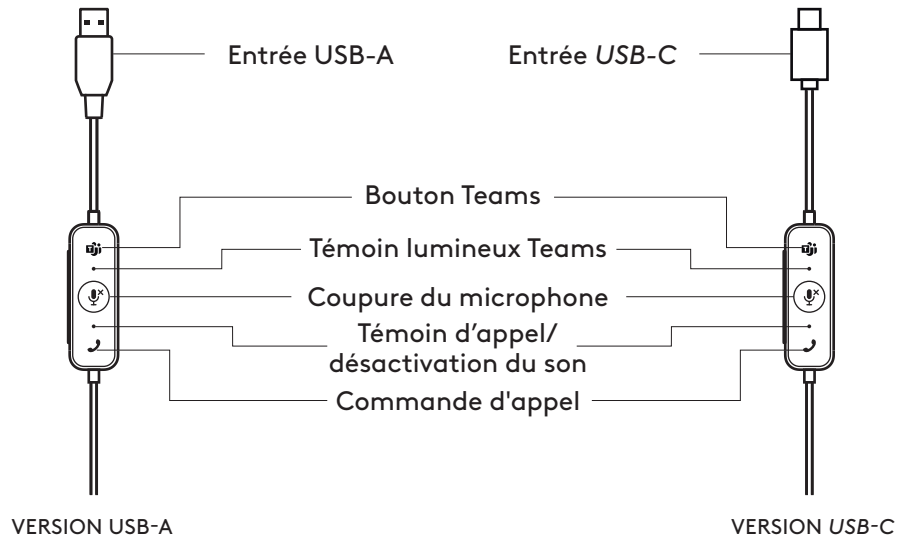 Entrée USB-A
Entrée USB-C
Bouton Teams
Témoin lumineux Teams
Coupure du microphone
Témoin d’appel/
désactivation du son
Commande d'appel
VERSION USB-A
VERSION USB-C